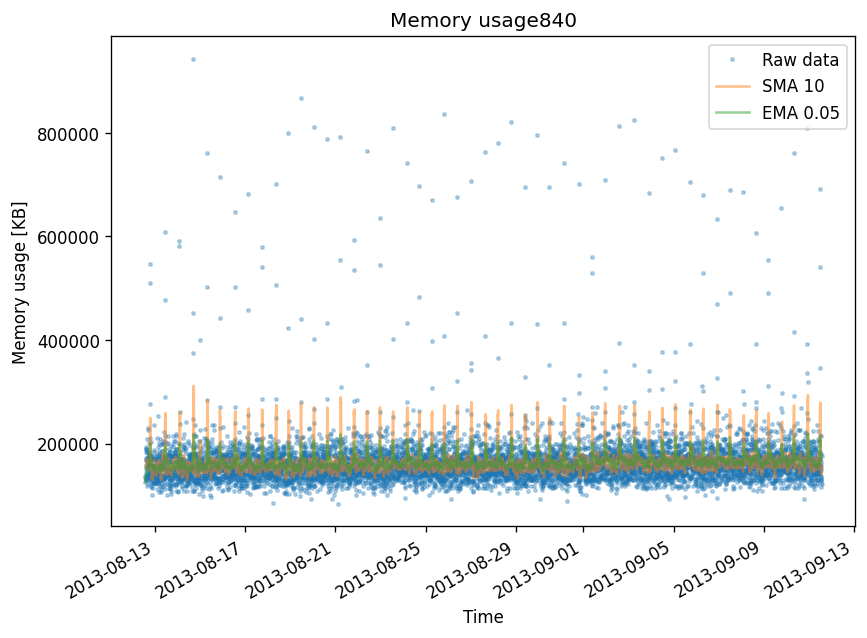 Memory usage840
Raw data
SMA 10
EMA 0.05
Memory usage [KB]
800000
600000
400000
200000
2013-08-13
2013-08-17
2013-08-21
2013-08-25
2013-08-29
2013-09-01
2013-09-05
2013-09-09
2013-09-13
Time